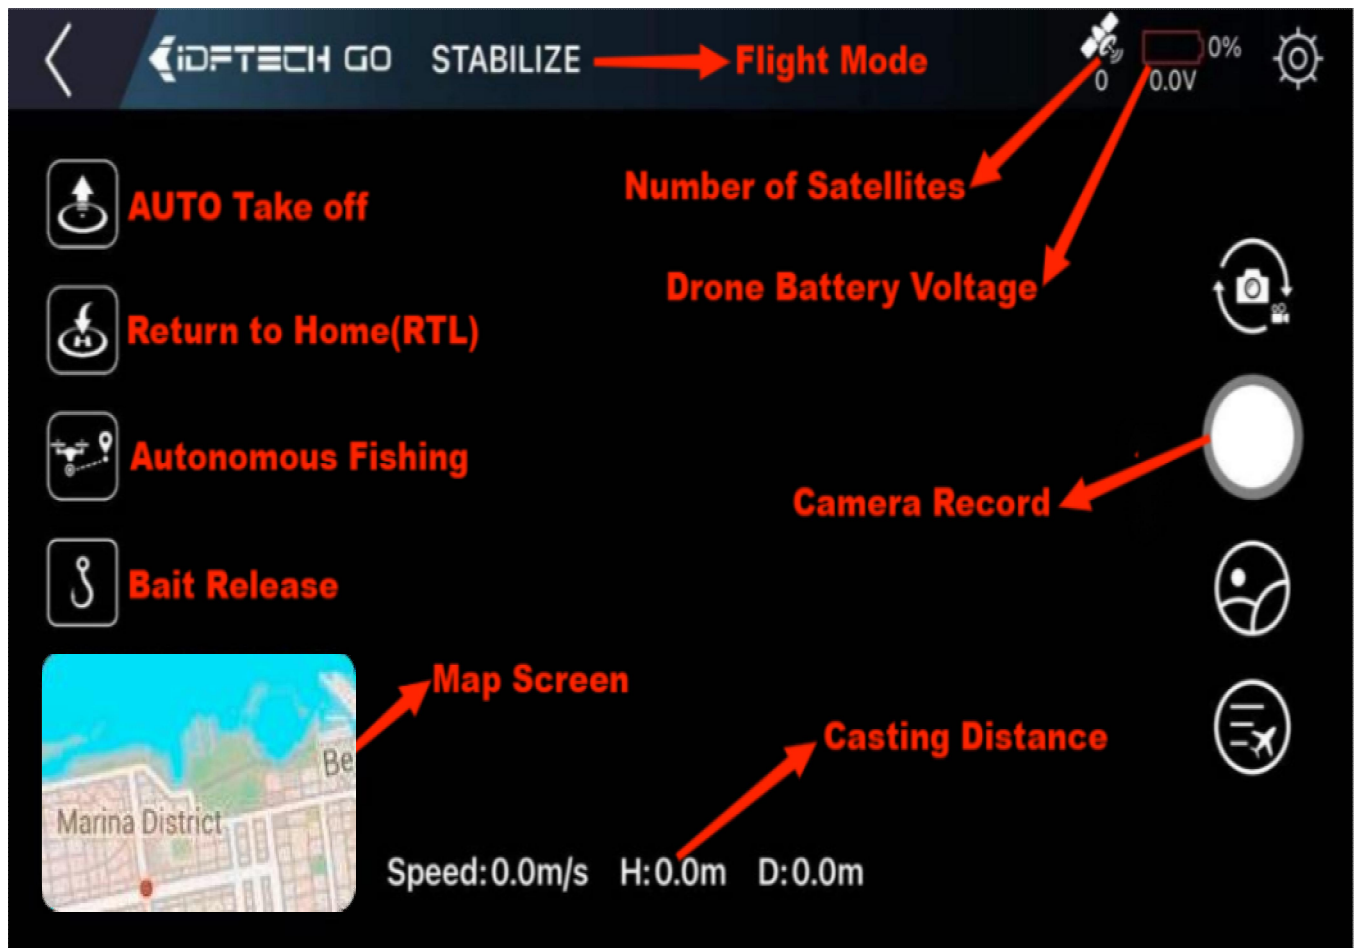 iDFTECH GO STABILIZE Flight Mode 0% 
0 0.0V
Number of Satellites
AUTO Take off
Drone Battery Voltage
Return to Home(RTL)
Autonomous Fishing
Camera Record
Bait Release
Map Screen
Casting Distance
Be
Marina District
Speed:0.0m/s H:0.0m D:0.0m